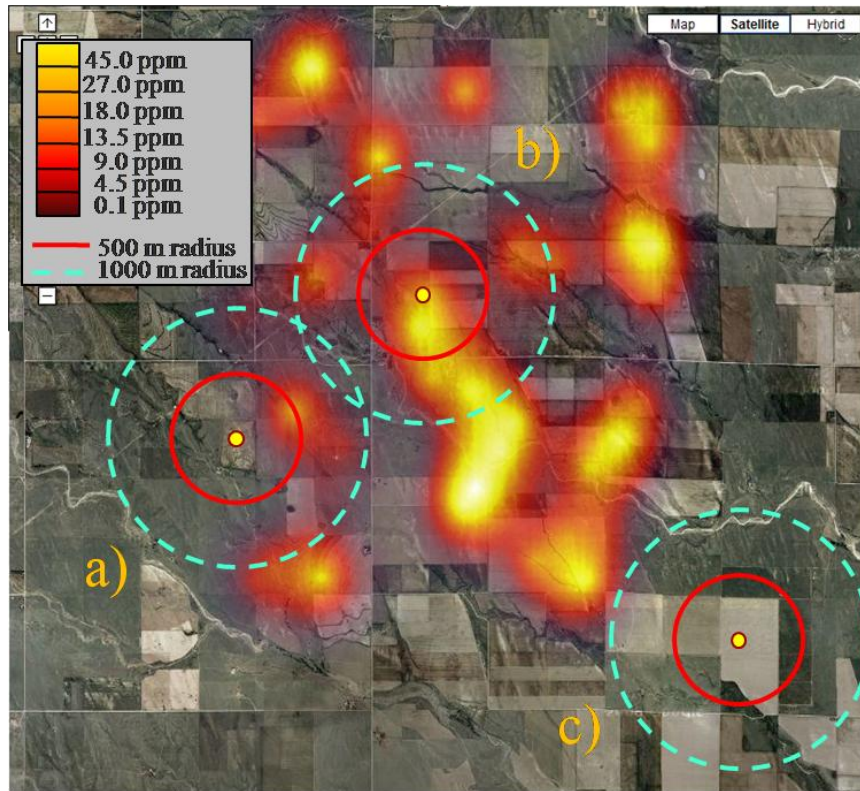 Map Satellite Hybrid
45.0 ppm
27.0 ppm
18.0 ppm
13.5 ppm
9.0 ppm
4.5 ppm
0.1 ppm
500 m radius
1000 m radius
b)
a)
c)